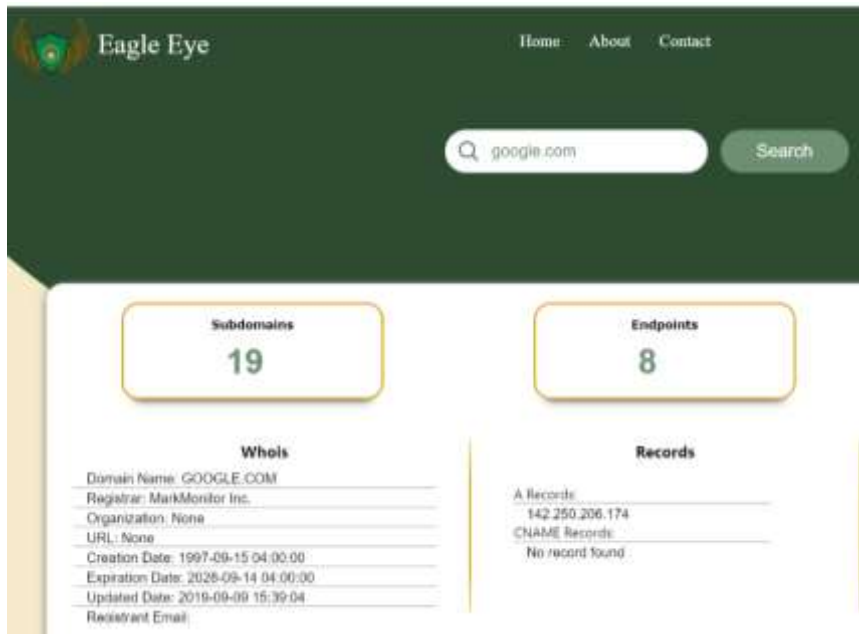 Eagle Eye
Home About Contact
google.com Search
Subdomains
19
Endpoints
8
Whois
Domain Name: GOOGLE.COM
Registrar: MarkMonitor Inc.
Organization: None
URL: None
Creation Date: 1997-09-15 04:00:00
Expiration Date: 2028-09-14 04:00:00
Updated Date: 2019-09-09 15:39:04
Registrant Email:
Records
A Records:
142.250.206.174
CNAME Records:
No record found